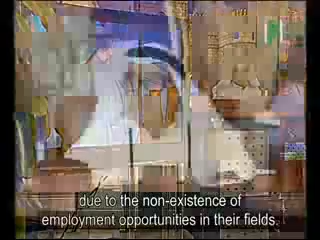 due to the non-existence of
employment opportunities in their fields.